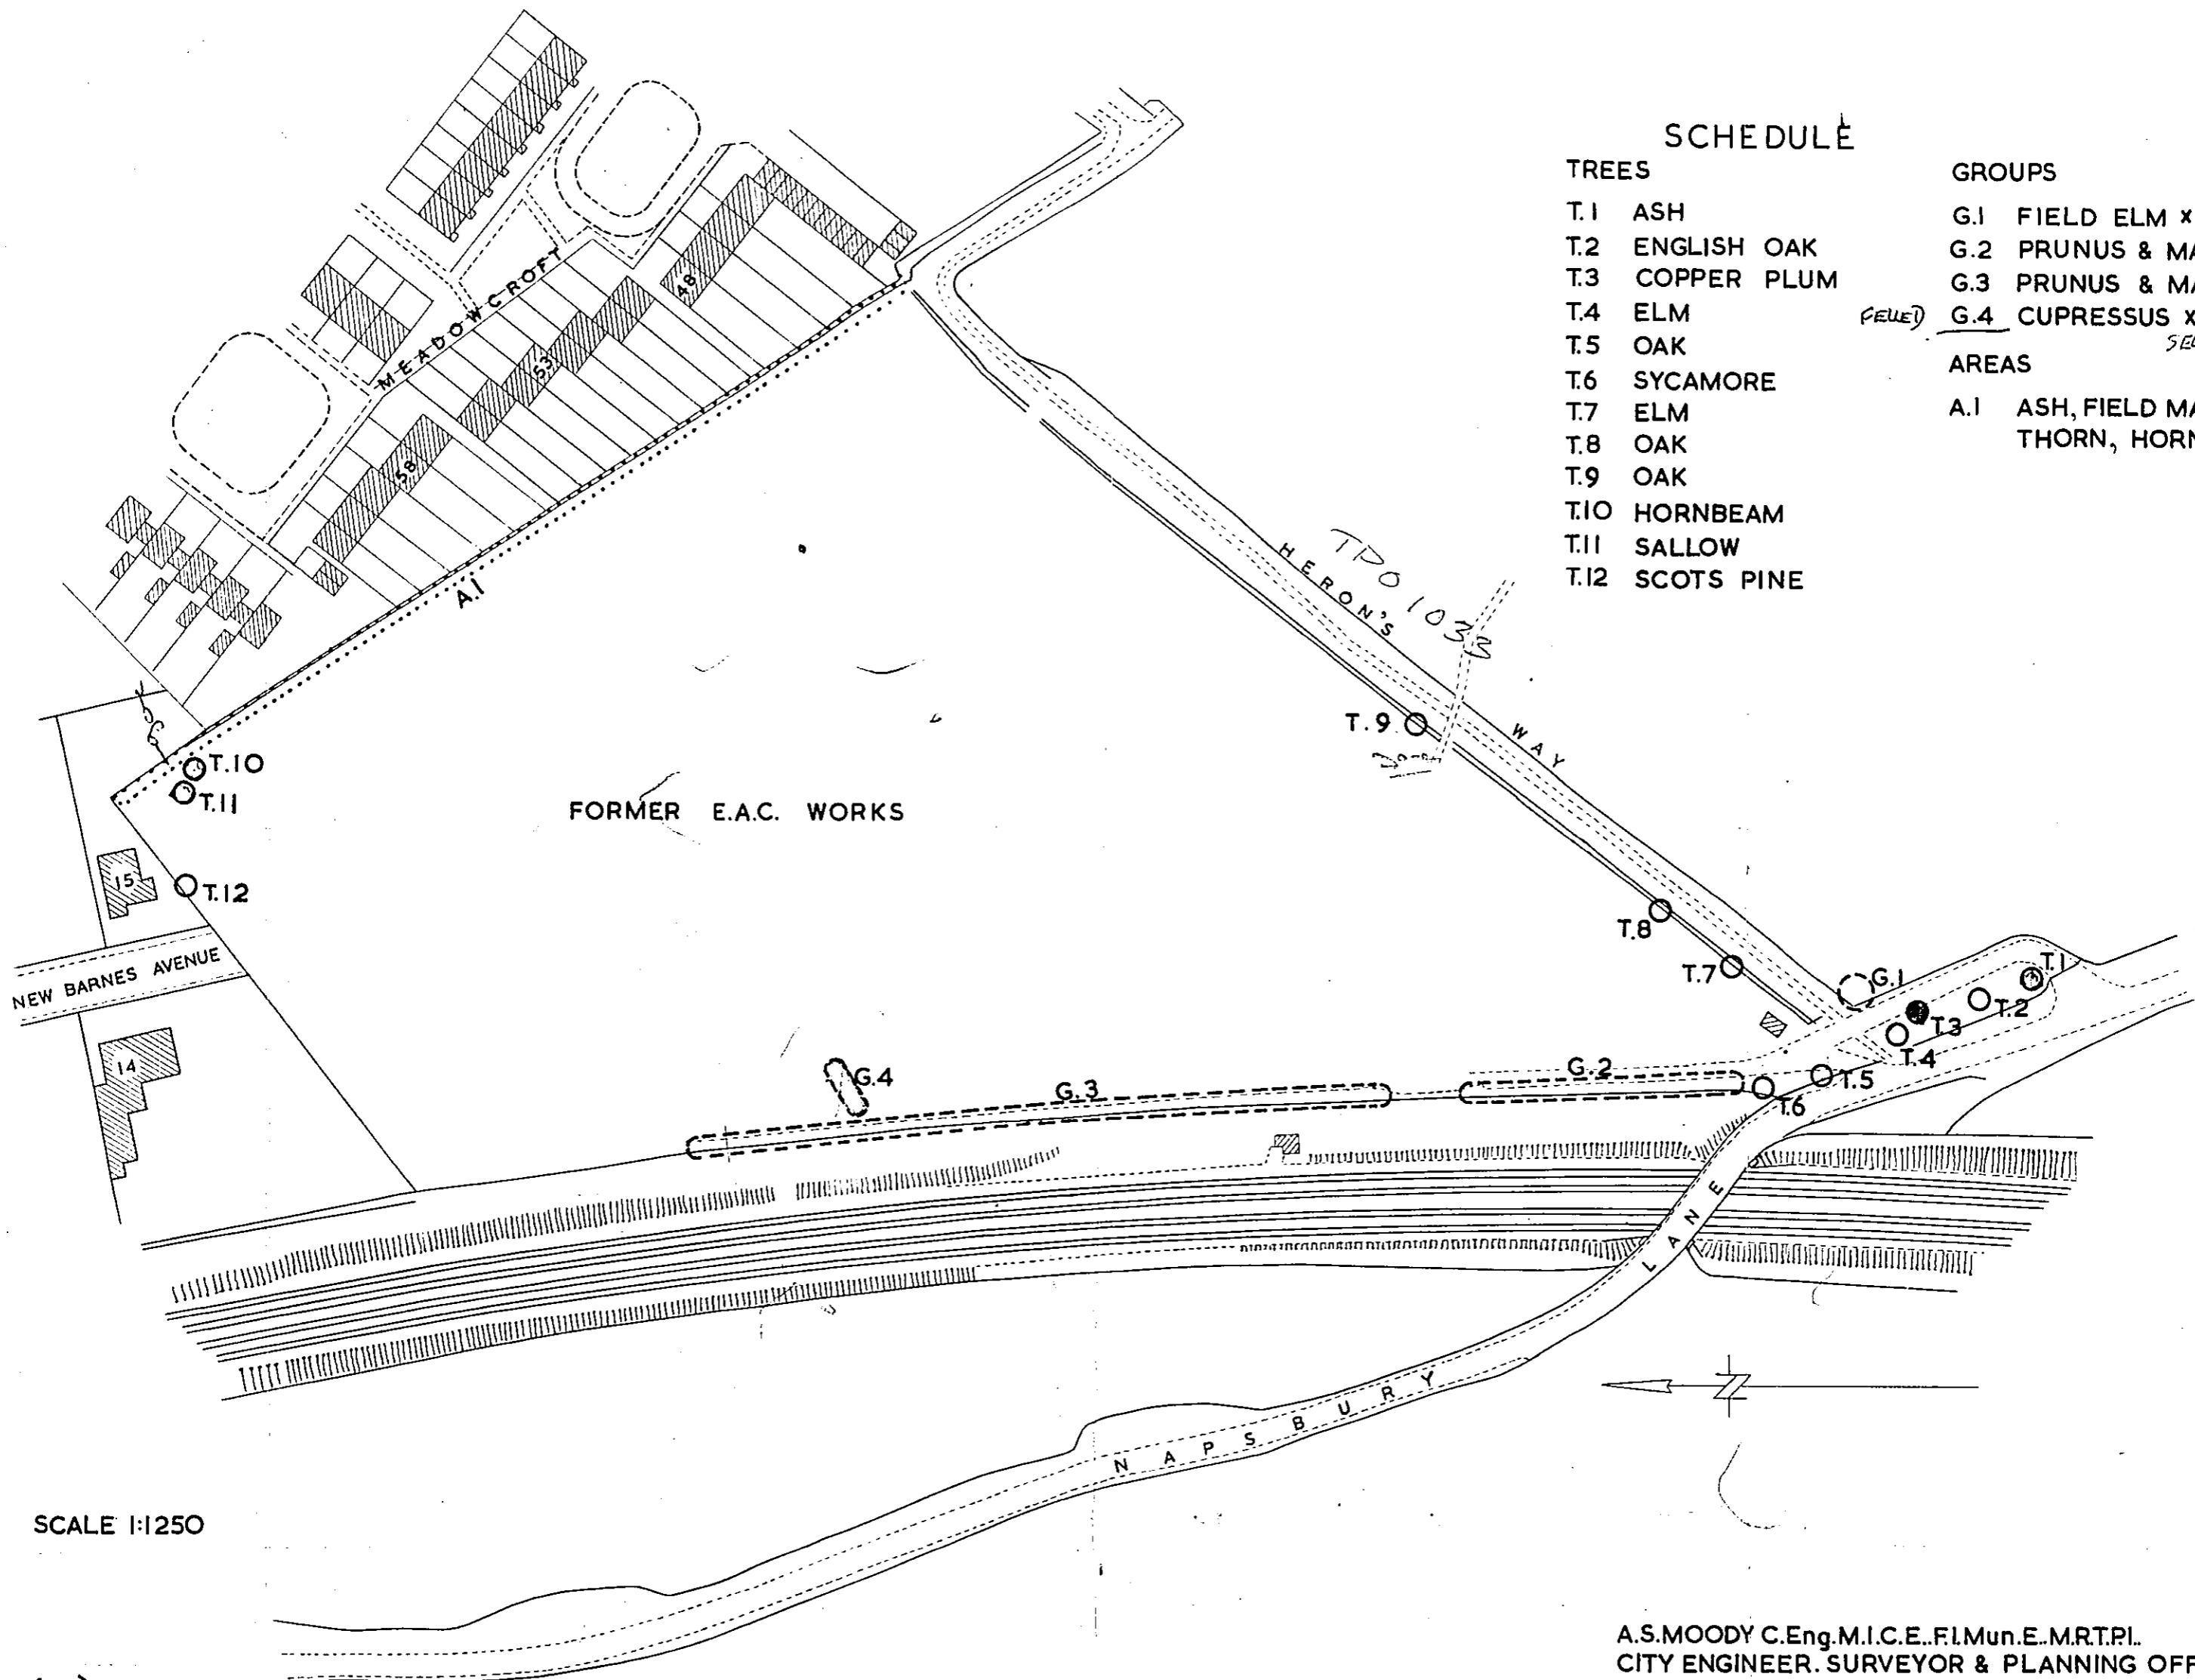 SCHEDULE
TREES
T.1 ASH
T.2 ENGLISH OAK
T.3 COPPER PLUM
T.4 ELM
T.5 OAK
T.6 SYCAMORE
T.7 ELM
T.8 OAK
T.9 OAK
T.10 HORNBEAM
T.11 SALLOW
T.12 SCOTS PINE
GROUPS
G.1 FIELD ELM x
G.2 PRUNUS & MA
G.3 PRUNUS & MA
FELLED G.4 CUPRESSUS x
AREAS
A.1 ASH, FIELD MA
THORN, HORN
MEADOW CROFT
48
53
58
A.1
TPO 1033
HERON'S WAY
T.9
T.10
T.11
FORMER E.A.C. WORKS
15
T.12
T.8
T.7
NEW BARNES AVENUE
14
G.1
T.1
T.2
T.3
T.4
T.5
T.6
G.2
G.3
G.4
NAPSBURY LANE
N
SCALE 1:1250
A.S.MOODY C.Eng.M.I.C.E..F.I.Mun.E..M.R.T.P.I..
CITY ENGINEER. SURVEYOR & PLANNING OFF